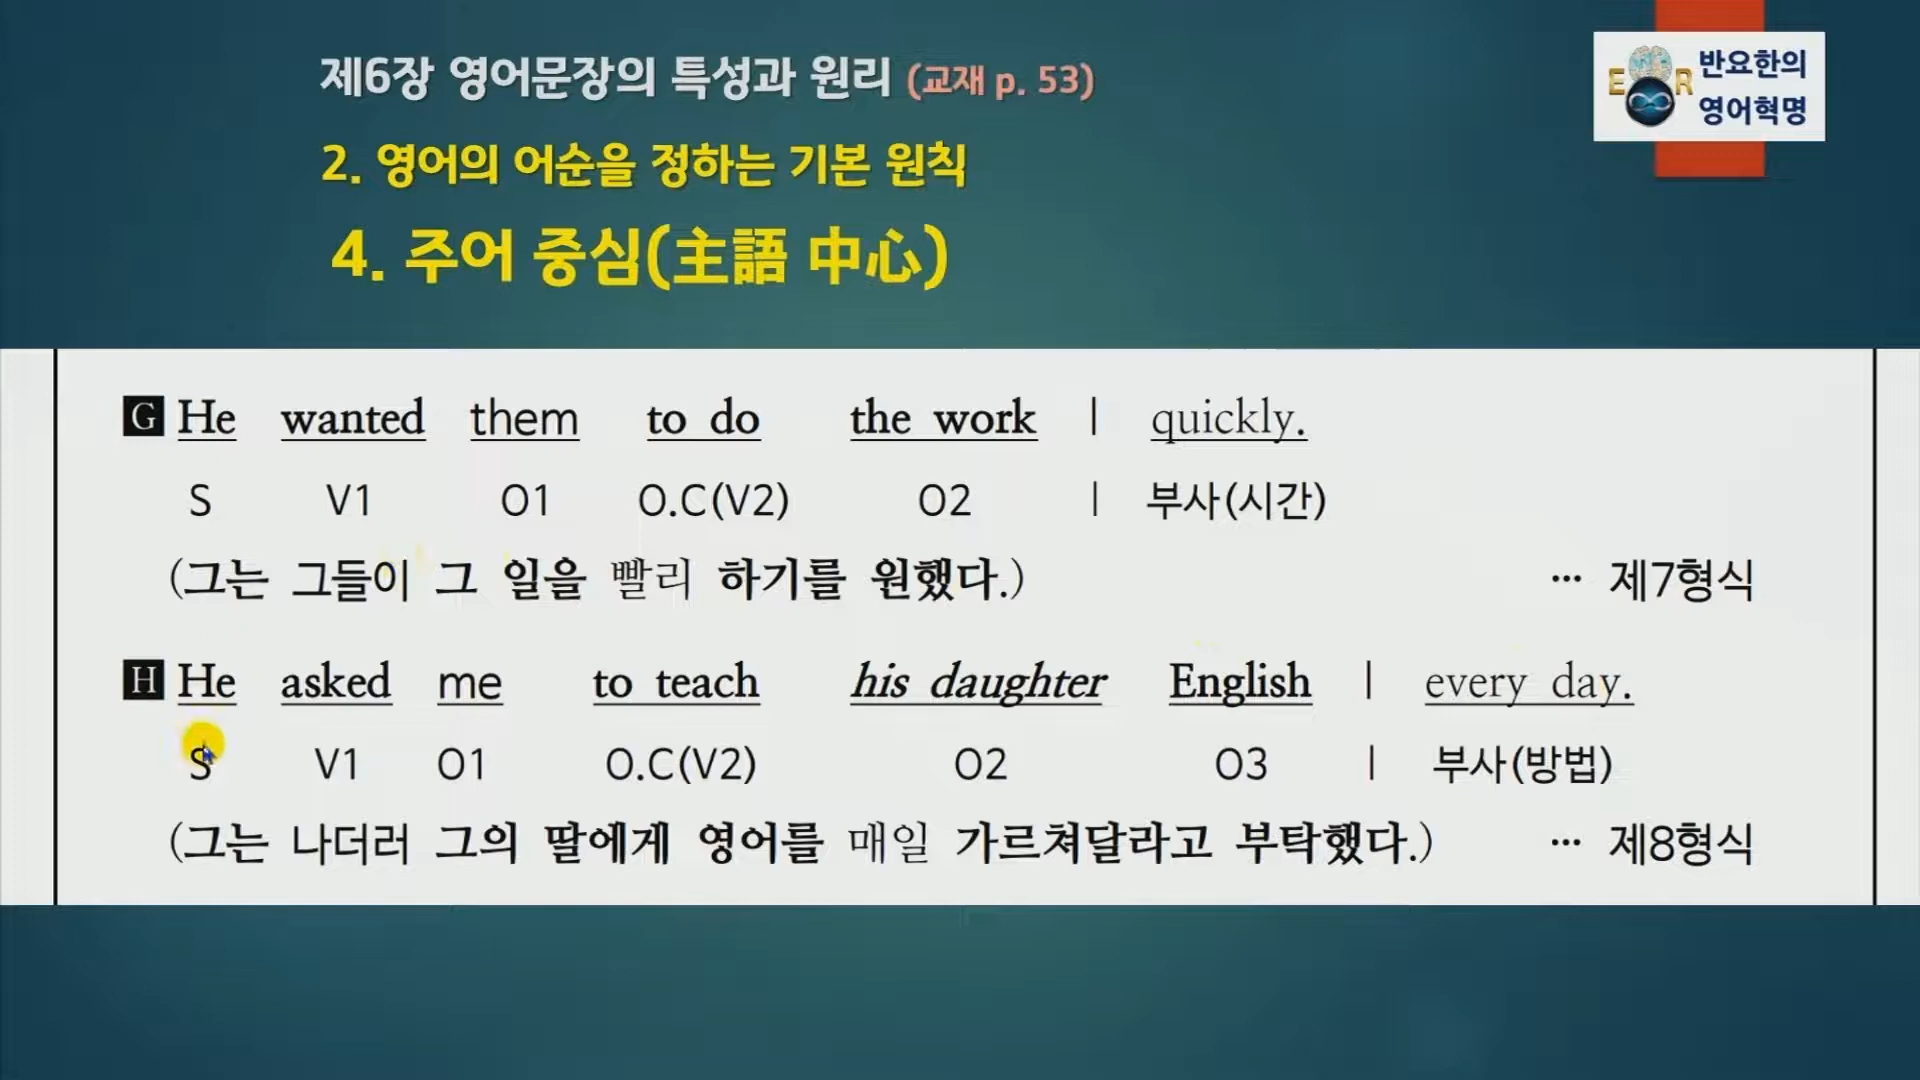 제6장 영어문장의 특성과 원리 (교재 p. 53)
E R 반요한의
영어혁명
2. 영어의 어순을 정하는 기본 원칙
4. 주어 중심(主語 中心)
G He wanted them to do the work | quickly.
S V1 O1 O.C(V2) O2 | 부사(시간)
(그는 그들이 그 일을 빨리 하기를 원했다.) ··· 제7형식
H He asked me to teach his daughter English | every day.
S V1 O1 O.C(V2) O2 O3 | 부사(방법)
(그는 나더러 그의 딸에게 영어를 매일 가르쳐달라고 부탁했다.) ··· 제8형식